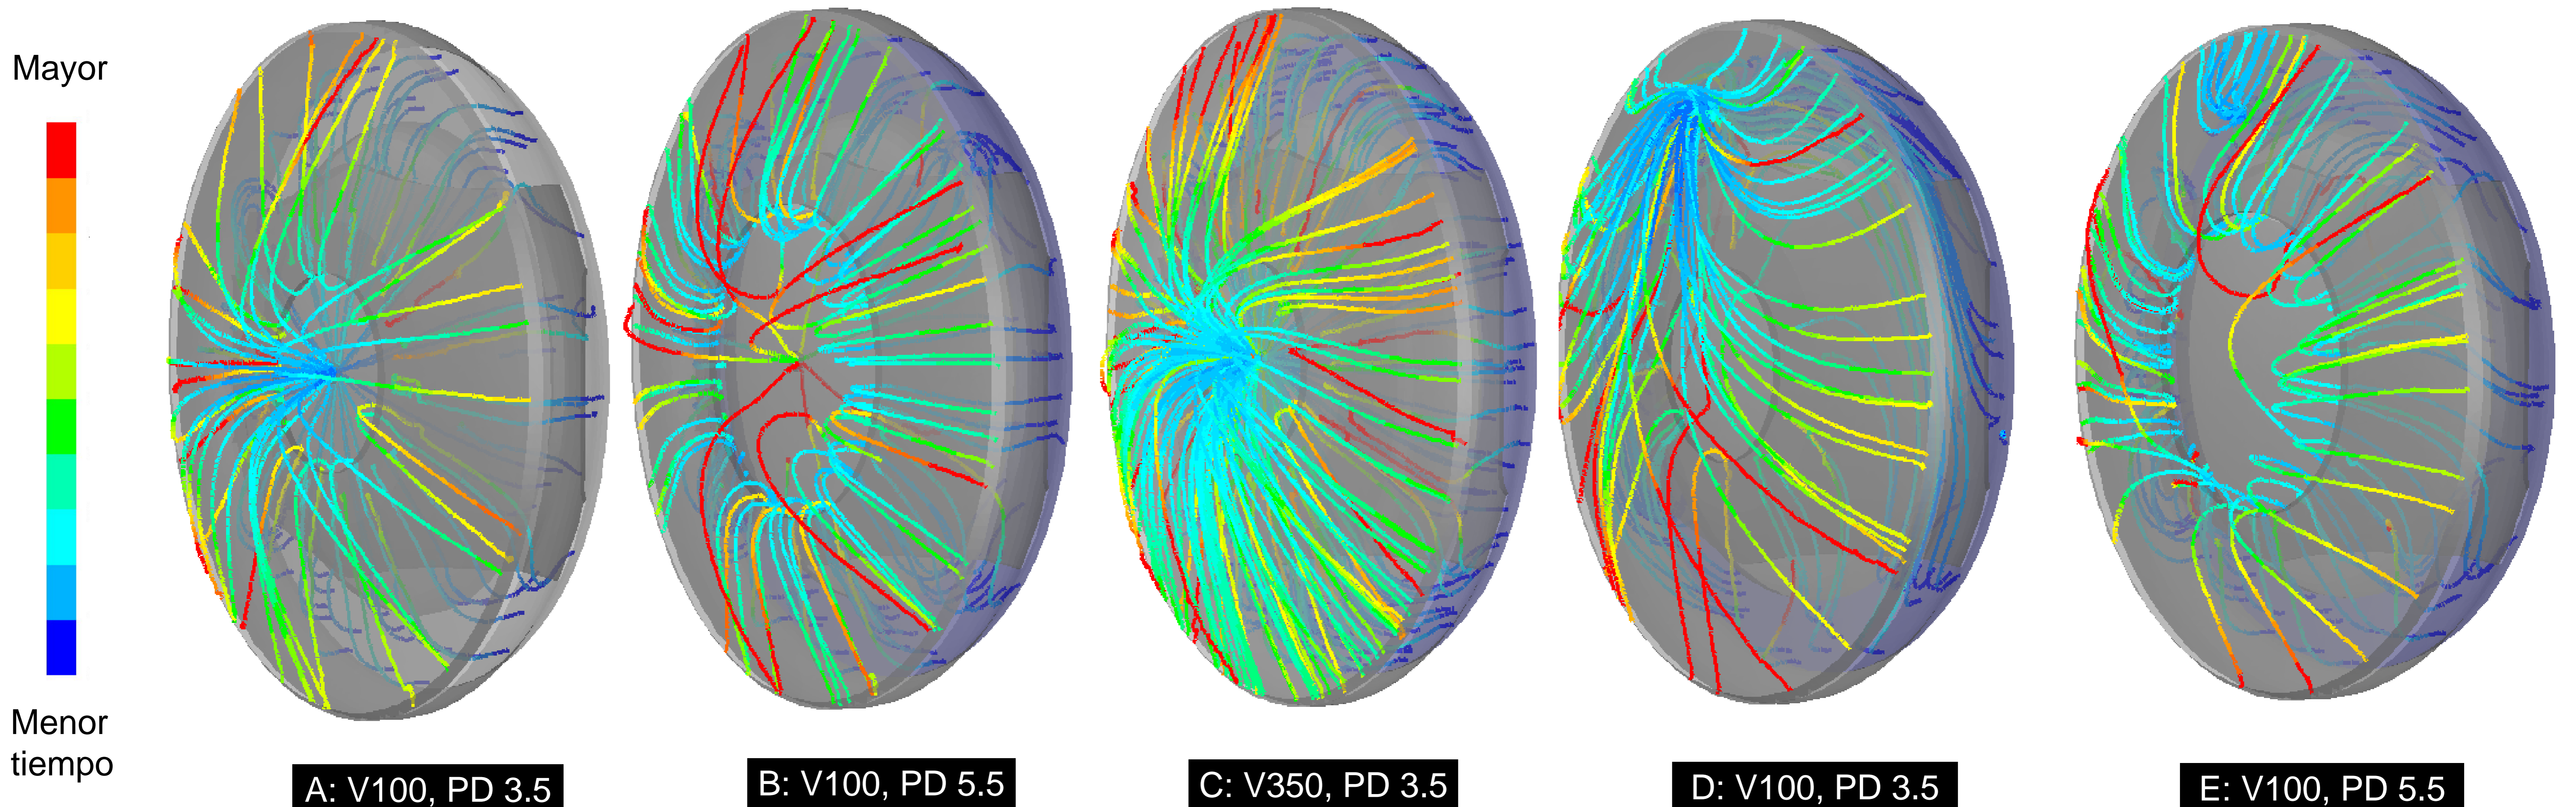 Mayor
Menor
tiempo
A: V100, PD 3.5
B: V100, PD 5.5
C: V350, PD 3.5
D: V100, PD 3.5
E: V100, PD 5.5